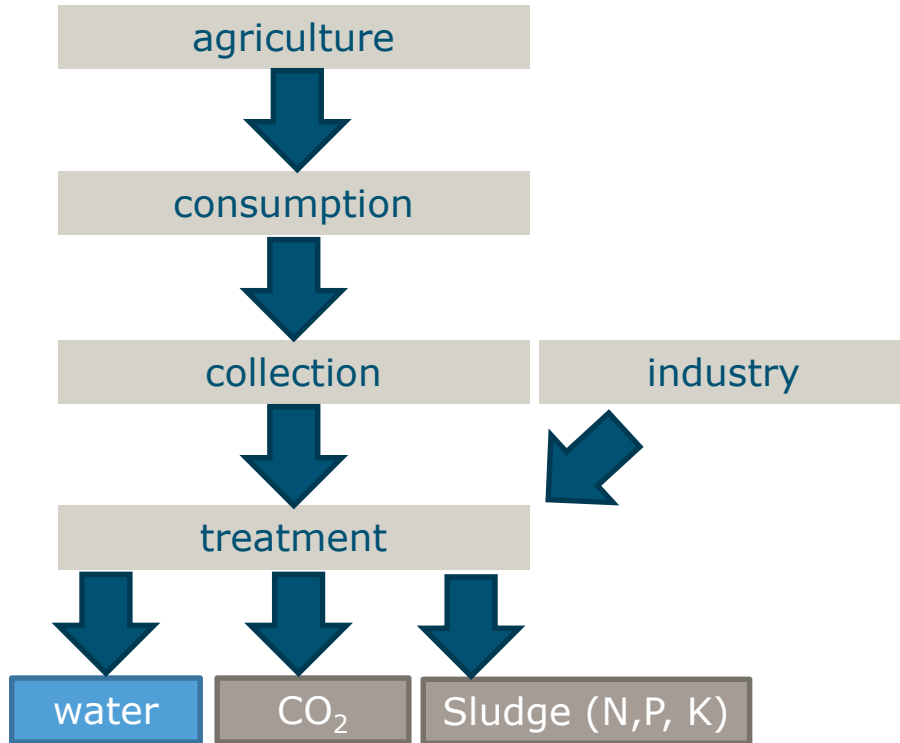 agriculture
consumption
collection
industry
treatment
water
CO₂
Sludge (N,P, K)